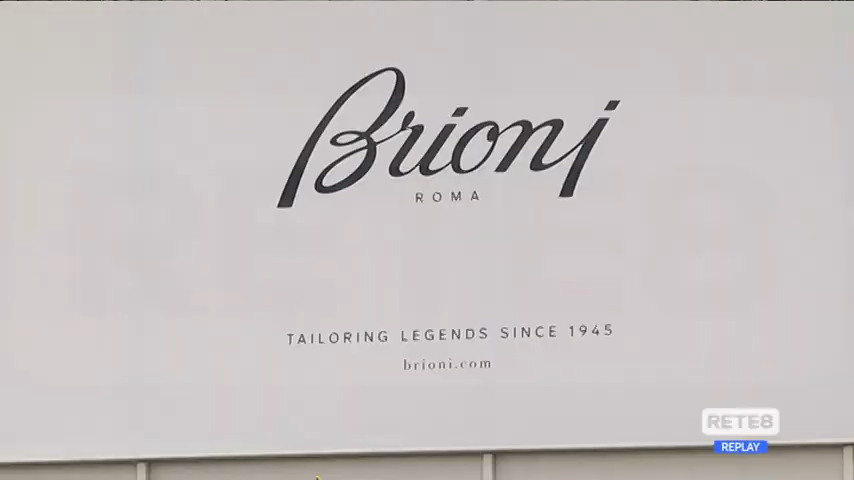 Brioni
ROMA
TAILORING LEGENDS SINCE 1945
brioni.com
RETE8
REPLAY